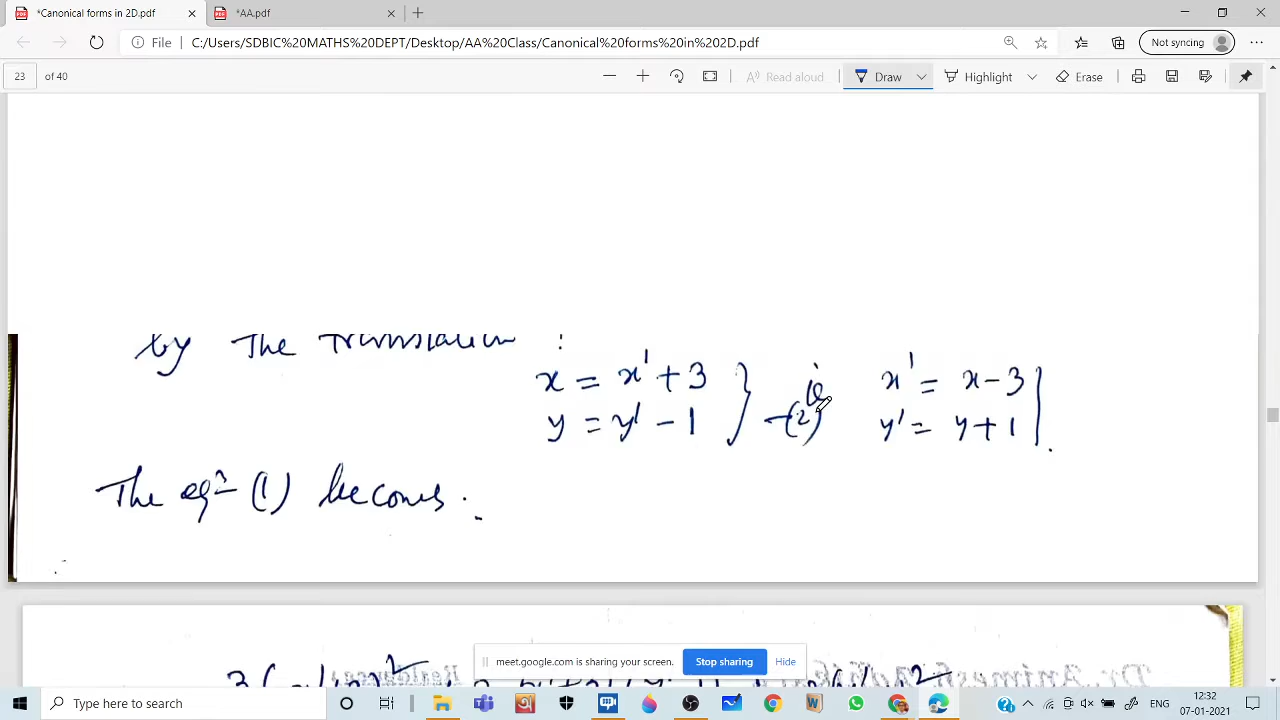 *Canonical forms in 2D.pdf × *AA.pdf × +
File | C:/Users/SDBIC%20MATHS%20DEPT/Desktop/AA%20Class/Canonical%20forms%20in%202D.pdf Not syncing
23 of 40 Read aloud Draw Highlight Erase
by The Translation :
x = x' + 3
y = y' - 1 } -(2) ie x' = x - 3
y' = y + 1
The eqn (1) becomes :
meet.google.com is sharing your screen. Stop sharing Hide
Type here to search ENG 12:32
07-01-2021